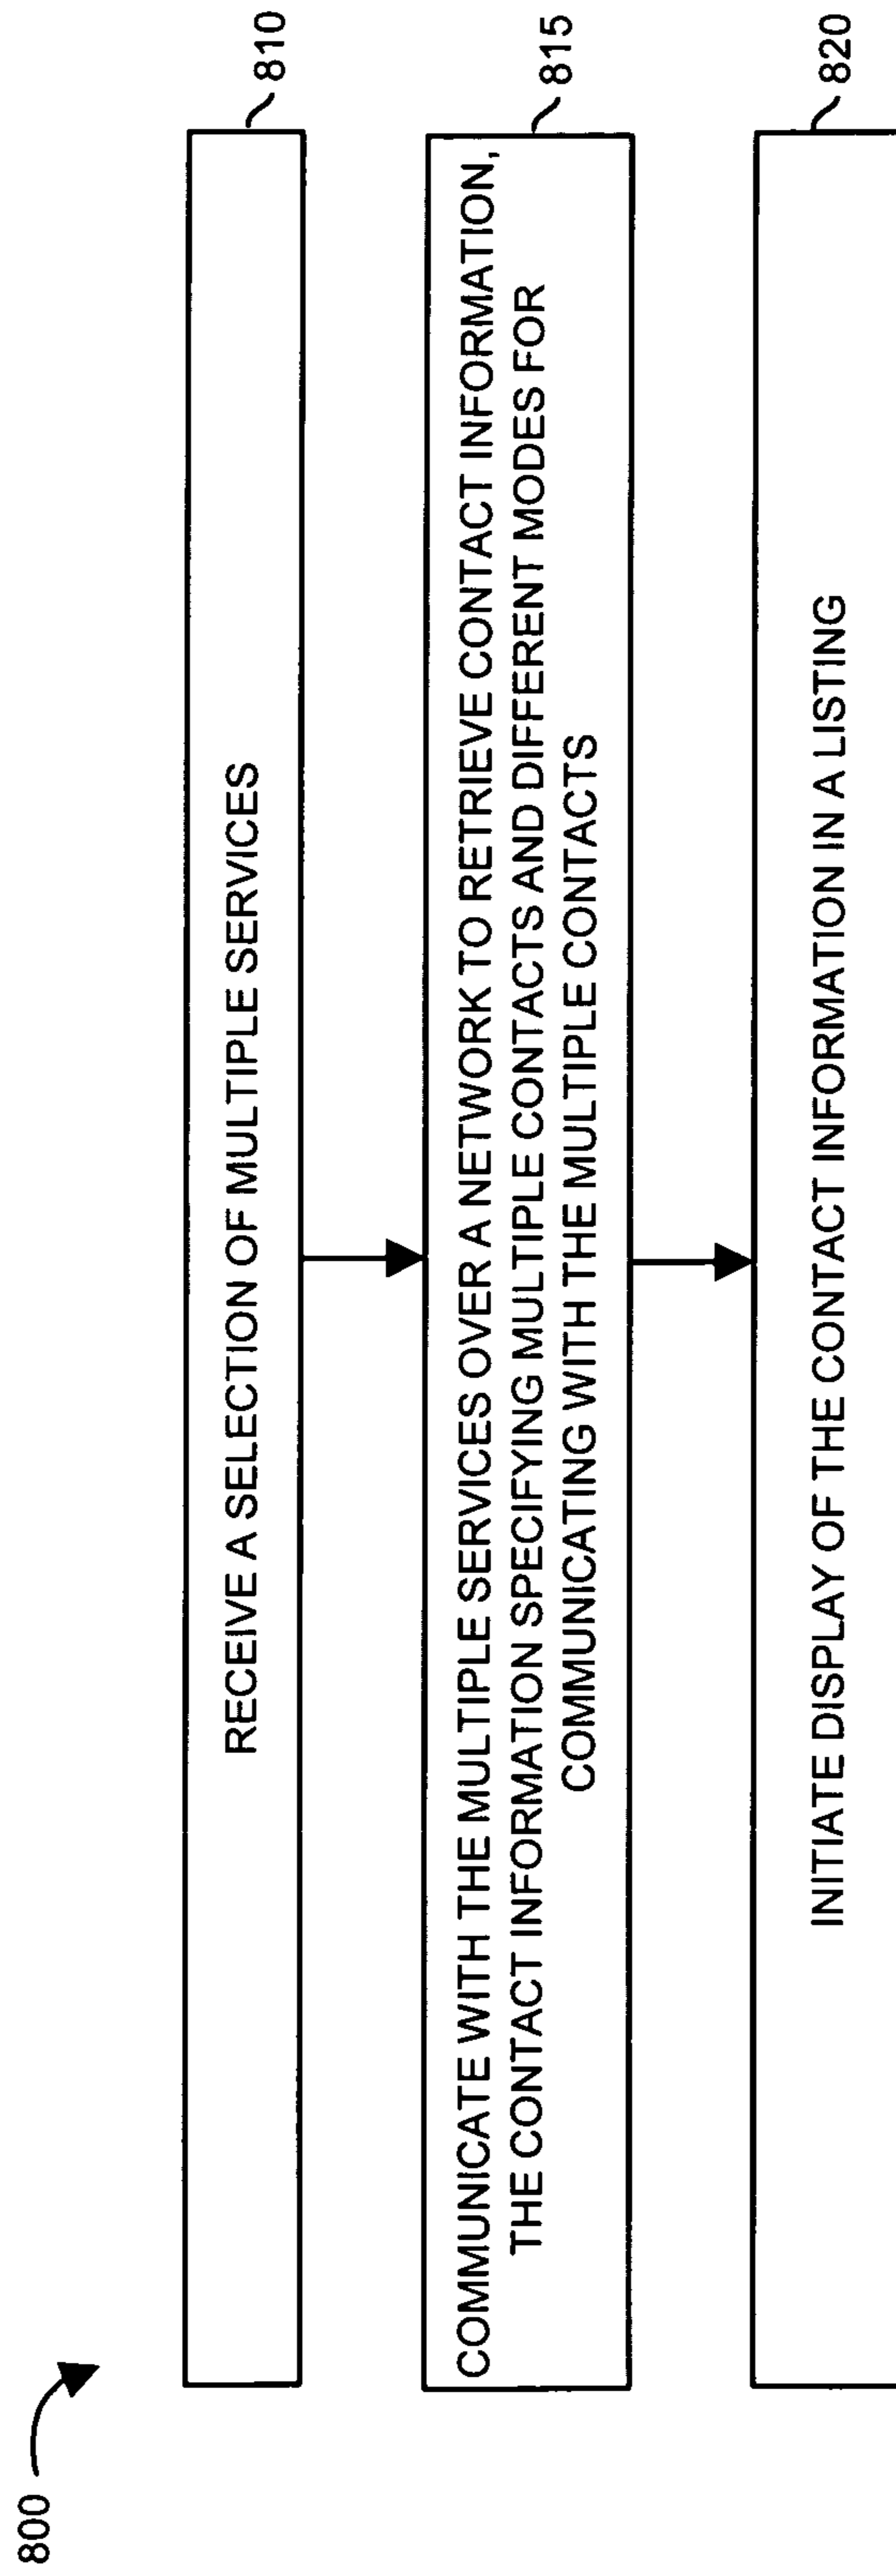 800
RECEIVE A SELECTION OF MULTIPLE SERVICES
810
COMMUNICATE WITH THE MULTIPLE SERVICES OVER A NETWORK TO RETRIEVE CONTACT INFORMATION,
THE CONTACT INFORMATION SPECIFYING MULTIPLE CONTACTS AND DIFFERENT MODES FOR
COMMUNICATING WITH THE MULTIPLE CONTACTS
815
INITIATE DISPLAY OF THE CONTACT INFORMATION IN A LISTING
820